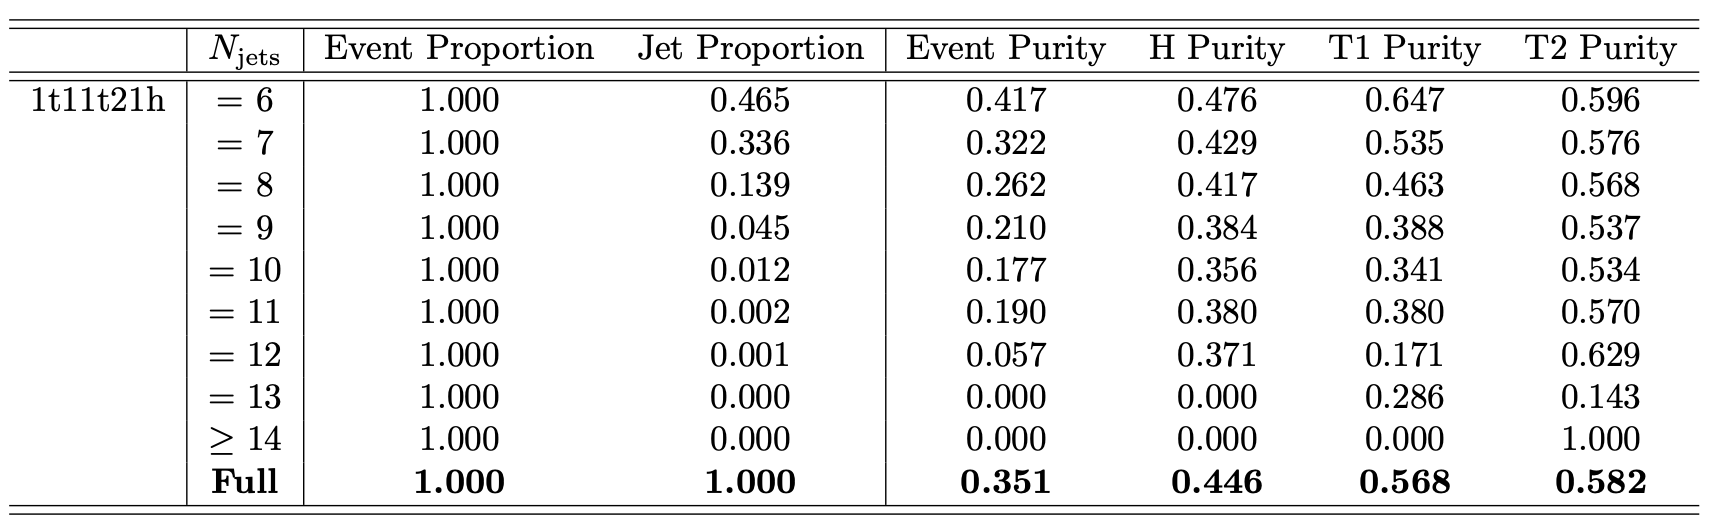 N_jets Event Proportion Jet Proportion Event Purity H Purity T1 Purity T2 Purity
1t11t21h = 6 1.000 0.465 0.417 0.476 0.647 0.596
= 7 1.000 0.336 0.322 0.429 0.535 0.576
= 8 1.000 0.139 0.262 0.417 0.463 0.568
= 9 1.000 0.045 0.210 0.384 0.388 0.537
= 10 1.000 0.012 0.177 0.356 0.341 0.534
= 11 1.000 0.002 0.190 0.380 0.380 0.570
= 12 1.000 0.001 0.057 0.371 0.171 0.629
= 13 1.000 0.000 0.000 0.000 0.286 0.143
≥ 14 1.000 0.000 0.000 0.000 0.000 1.000
Full 1.000 1.000 0.351 0.446 0.568 0.582